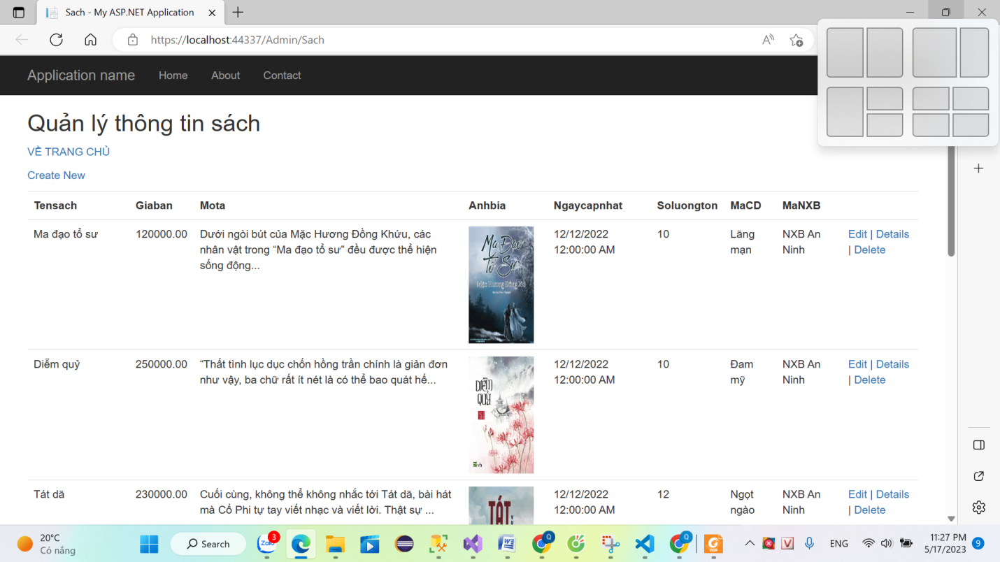 Sach - My ASP.NET Application
https://localhost:44337/Admin/Sach
Application name Home About Contact
Quản lý thông tin sách
VỀ TRANG CHỦ
Create New
Tensach Giaban Mota Anhbia Ngaycapnhat Soluongton MaCD MaNXB
Ma đạo tổ sư 120000.00 Dưới ngòi bút của Mặc Hương Đồng Khứu, các 12/12/2022 10 Lãng NXB An Edit | Details
nhân vật trong “Ma đạo tổ sư” đều được thể hiện 12:00:00 AM mạn Ninh | Delete
sống động...
Ma Đạo
Tổ Sư
Mặc Hương Đồng Xú
Diễm quỷ 250000.00 “Thất tình lục dục chốn hồng trần chính là giản đơn 12/12/2022 10 Đam NXB An Edit | Details
như vậy, ba chữ rất ít nét là có thể bao quát hế... 12:00:00 AM mỹ Ninh | Delete
DIỄM
QUỶ
Tát dã 230000.00 Cuối cùng, không thể không nhắc tới Tát dã, bài hát 12/12/2022 12 Ngọt NXB An Edit | Details
mà Cố Phi tự tay viết nhạc và viết lời. Thật sự ... 12:00:00 AM ngào Ninh | Delete
TÁT
20°C
Có nắng
Search
Zalo 3
Q
Q
PDF
V
ENG
11:27 PM
5/17/2023
9